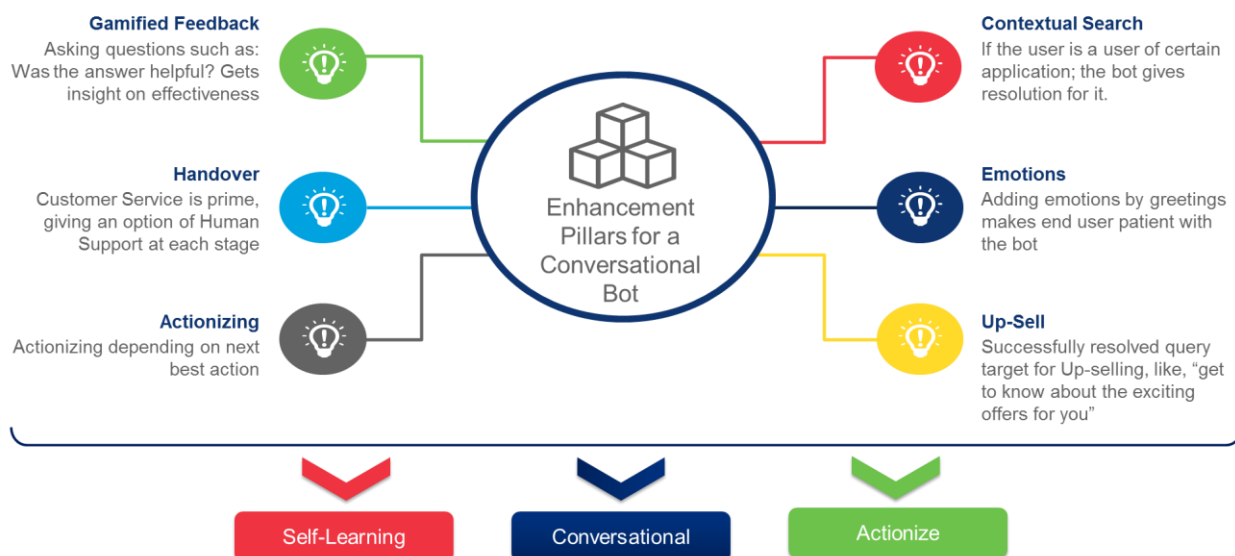 Gamified Feedback
Asking questions such as:
Was the answer helpful? Gets
insight on effectiveness
Handover
Customer Service is prime,
giving an option of Human
Support at each stage
Actionizing
Actionizing depending on next
best action
Enhancement
Pillars for a
Conversational
Bot
Contextual Search
If the user is a user of certain
application; the bot gives
resolution for it.
Emotions
Adding emotions by greetings
makes end user patient with
the bot
Up-Sell
Successfully resolved query
target for Up-selling, like, “get
to know about the exciting
offers for you”
Self-Learning
Conversational
Actionize